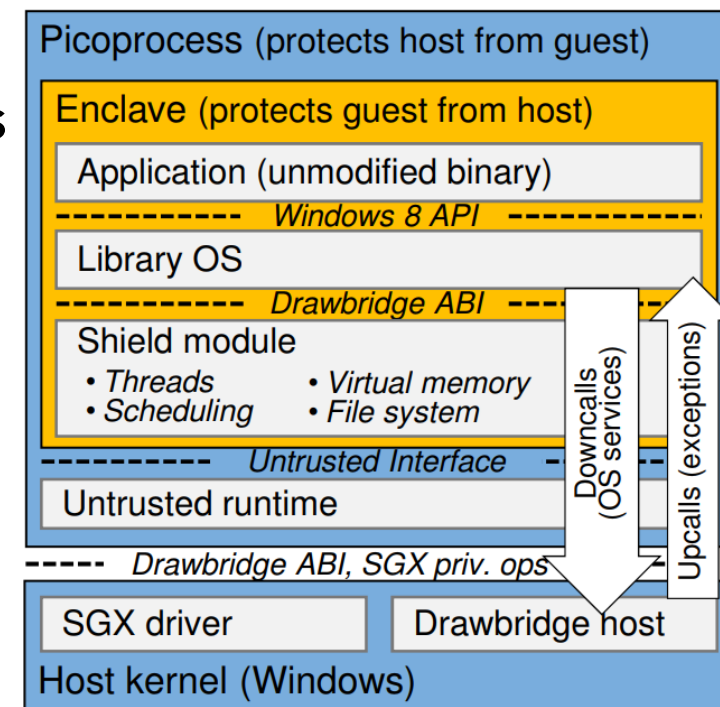 Picoprocess (protects host from guest)
s
Enclave (protects guest from host)
Application (unmodified binary)
Windows 8 API
Library OS
Drawbridge ABI
Shield module
• Threads • Virtual memory
• Scheduling • File system
Downcalls
(OS services)
Upcalls (exceptions)
Untrusted Interface
Untrusted runtime
Drawbridge ABI, SGX priv. ops
SGX driver Drawbridge host
Host kernel (Windows)